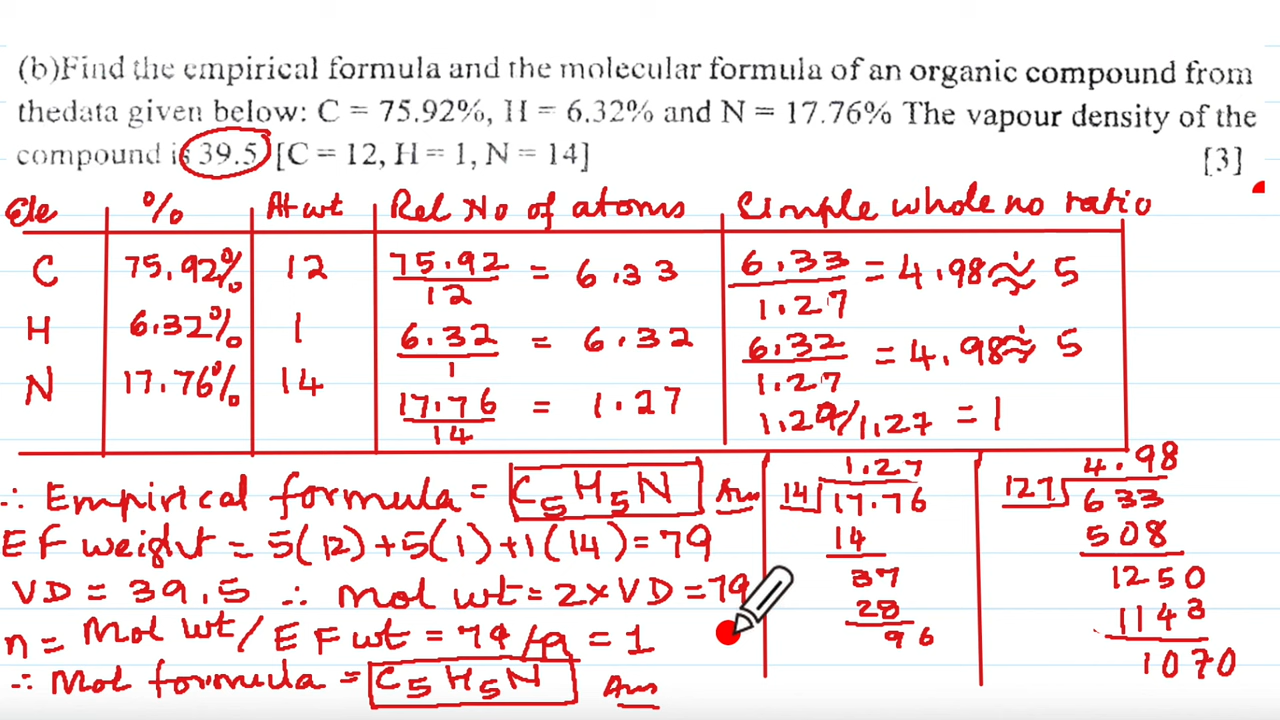 (b)Find the empirical formula and the molecular formula of an organic compound from
thedata given below: C = 75.92%, H = 6.32% and N = 17.76% The vapour density of the
compound is 39.5 [C = 12, H = 1, N = 14] [3]
Ele % At wt Rel No of atoms Simple whole no ratio
C 75.92% 12 75.92/12 = 6.33 6.33/1.27 = 4.98 ≈ 5
H 6.32% 1 6.32/1 = 6.32 6.32/1.27 = 4.98 ≈ 5
N 17.76% 14 17.76/14 = 1.27 1.27/1.27 = 1
∴ Empirical formula = C5H5N Ans
EF weight = 5(12)+5(1)+1(14) = 79
VD = 39.5 ∴ Mol wt = 2×VD = 79
n = Mol wt / EF wt = 79/79 = 1
∴ Mol formula = C5H5N Ans
1.27
14 17.76
14
37
28
96
4.98
127 633
508
1250
1143
1070